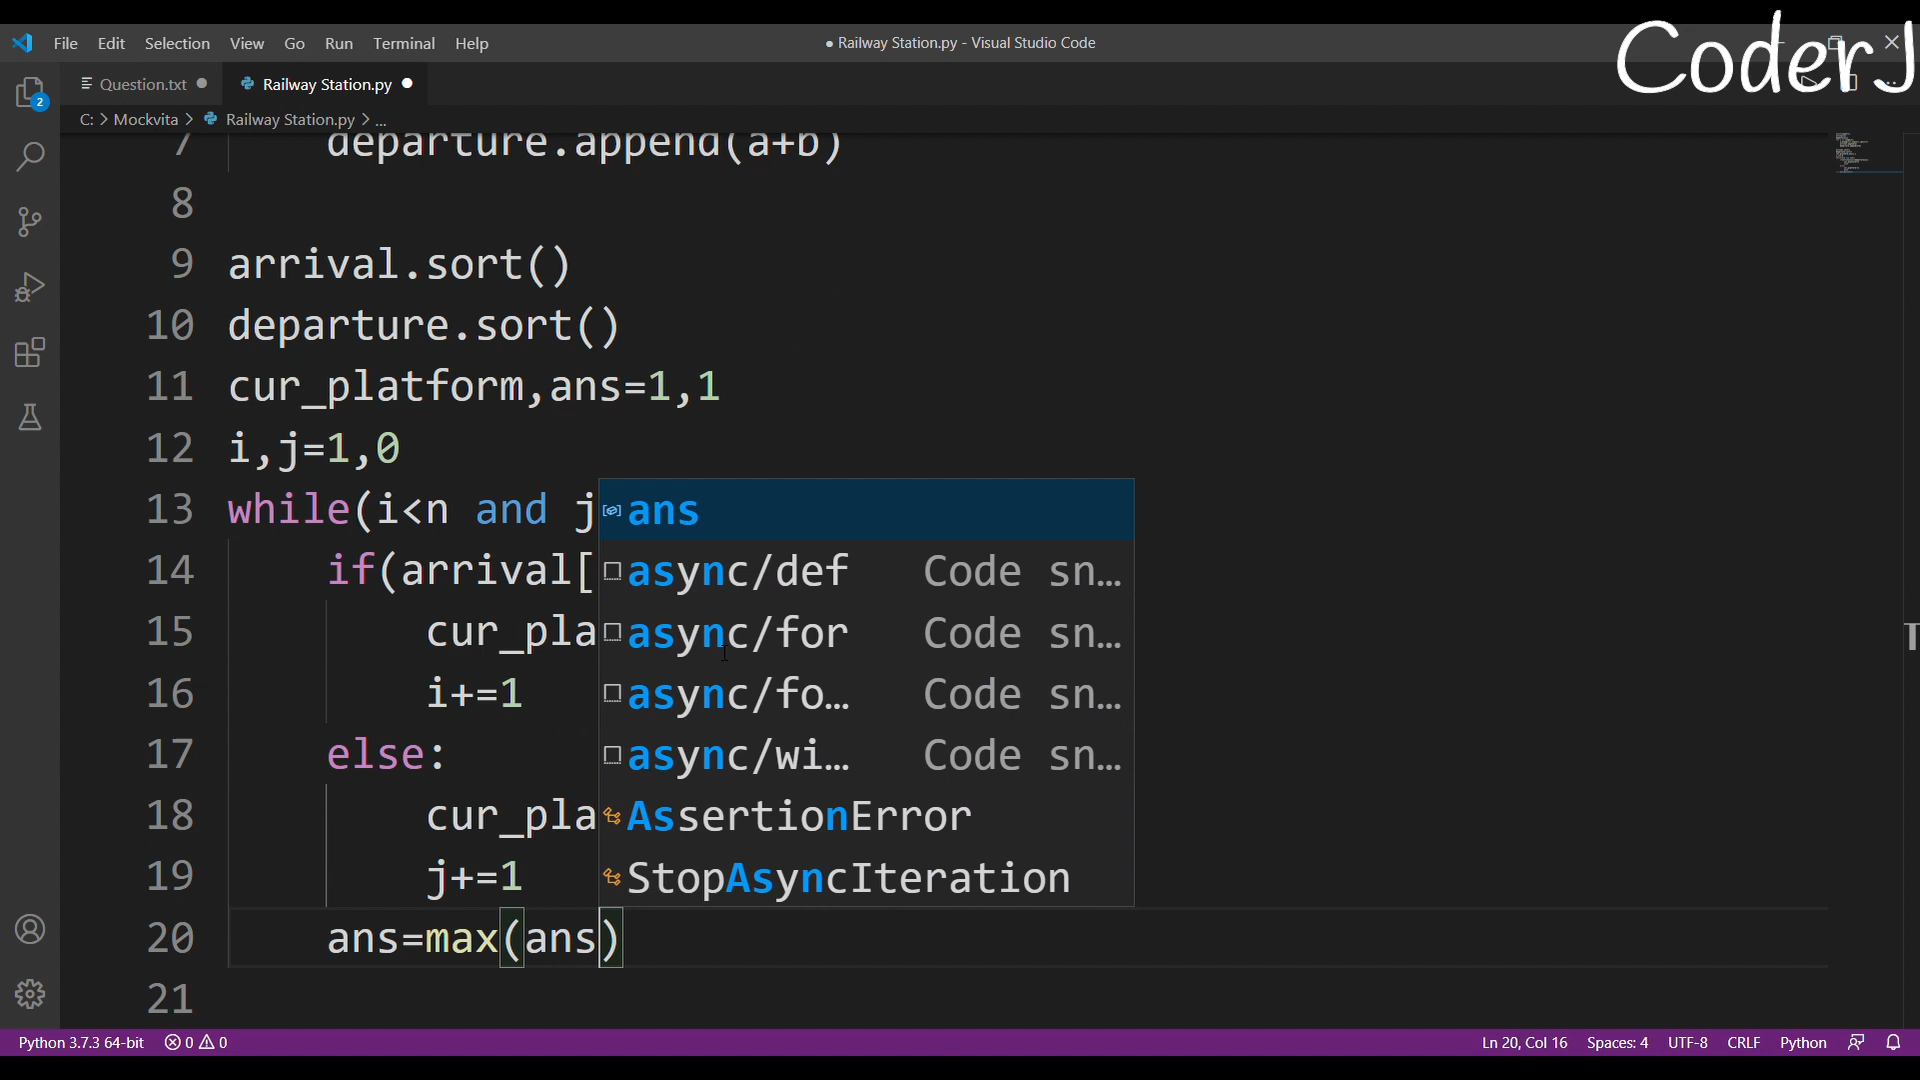 CoderJ
File Edit Selection View Go Run Terminal Help
● Railway Station.py - Visual Studio Code
Question.txt ● Railway Station.py ●
C: > Mockvita > Railway Station.py > ...
2
7 departure.append(a+b)
8
9 arrival.sort()
10 departure.sort()
11 cur_platform,ans=1,1
12 i,j=1,0
13 while(i<n and j
14 if(arrival[
15 cur_pla
16 i+=1
17 else:
18 cur_pla
19 j+=1
20 ans=max(ans)
21
ans
async/def Code sn…
async/for Code sn…
async/fo… Code sn…
async/wi… Code sn…
AssertionError
StopAsyncIteration
T
Python 3.7.3 64-bit 0 0 Ln 20, Col 16 Spaces: 4 UTF-8 CRLF Python